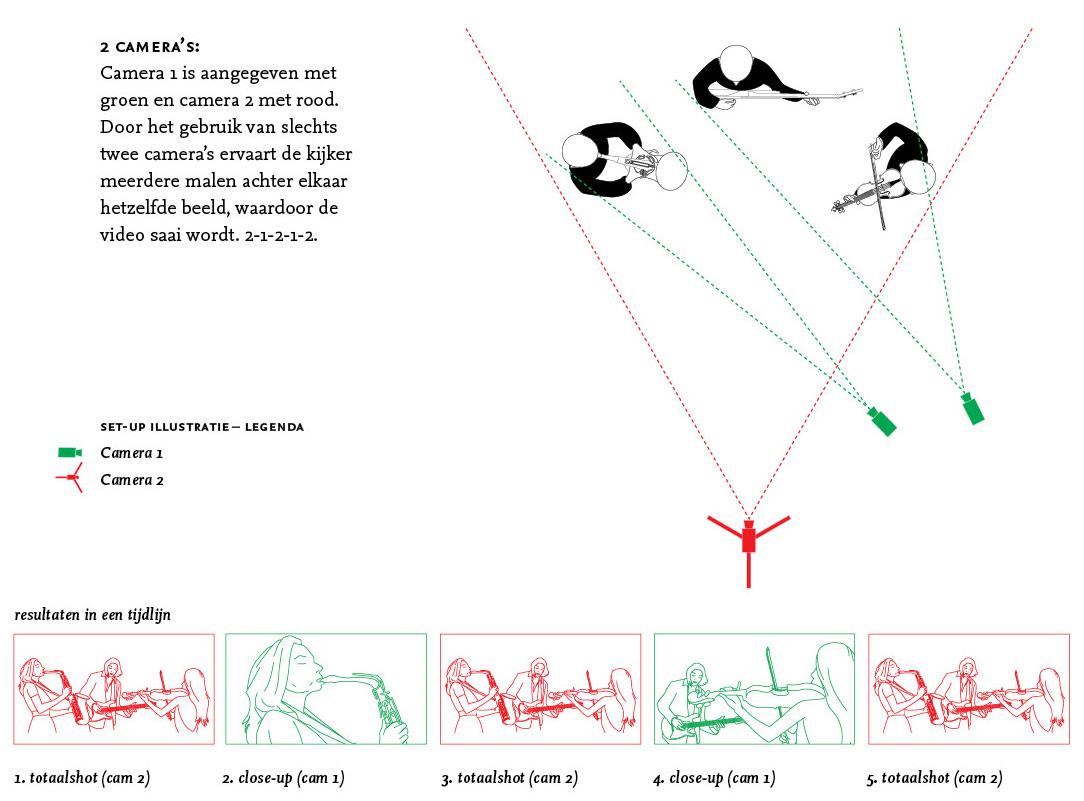 2 CAMERA’S:
Camera 1 is aangegeven met
groen en camera 2 met rood.
Door het gebruik van slechts
twee camera’s ervaart de kijker
meerdere malen achter elkaar
hetzelfde beeld, waardoor de
video saai wordt. 2-1-2-1-2.
SET-UP ILLUSTRATIE – LEGENDA
Camera 1
Camera 2
resultaten in een tijdlijn
1. totaalshot (cam 2)
2. close-up (cam 1)
3. totaalshot (cam 2)
4. close-up (cam 1)
5. totaalshot (cam 2)